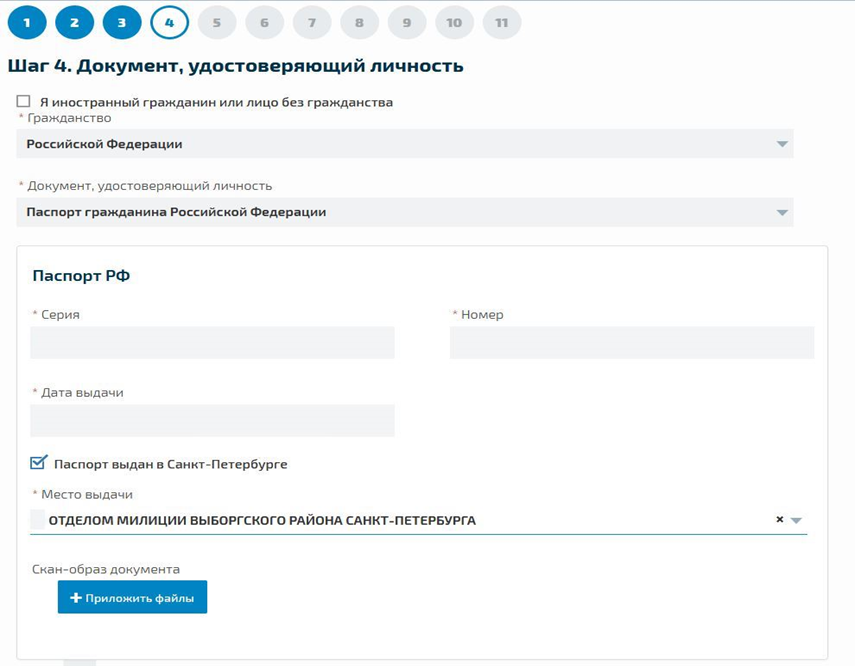 1 2 3 4 5 6 7 8 9 10 11
Шаг 4. Документ, удостоверяющий личность
Я иностранный гражданин или лицо без гражданства
* Гражданство
Российской Федерации
* Документ, удостоверяющий личность
Паспорт гражданина Российской Федерации
Паспорт РФ
* Серия * Номер
* Дата выдачи
Паспорт выдан в Санкт-Петербурге
* Место выдачи
ОТДЕЛОМ МИЛИЦИИ ВЫБОРГСКОГО РАЙОНА САНКТ-ПЕТЕРБУРГА
Скан-образ документа
+ Приложить файлы